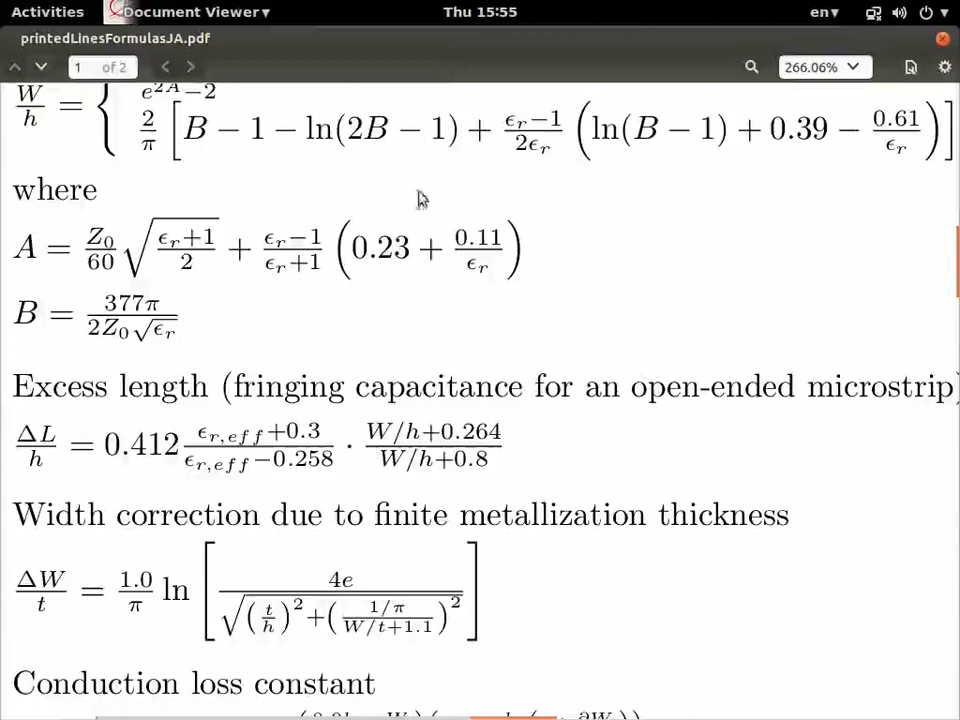 Activities Document Viewer▾ Thu 15:55 en▾
printedLinesFormulasJA.pdf
1 of 2 266.06%
W/h = { e^{2A}−2
2/π [B − 1 − ln(2B − 1) + (ϵ_r−1)/(2ϵ_r) (ln(B − 1) + 0.39 − 0.61/ϵ_r)]
where
A = Z_0/60 √((ϵ_r+1)/2) + (ϵ_r−1)/(ϵ_r+1) (0.23 + 0.11/ϵ_r)
B = 377π/(2Z_0√ϵ_r)
Excess length (fringing capacitance for an open-ended microstrip)
ΔL/h = 0.412 (ϵ_{r,eff}+0.3)/(ϵ_{r,eff}−0.258) · (W/h+0.264)/(W/h+0.8)
Width correction due to finite metallization thickness
ΔW/t = 1.0/π ln [4e/√((t/h)^2+((1/π)/(W/t+1.1))^2)]
Conduction loss constant